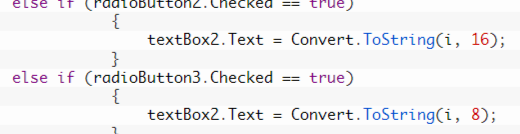 else if (radioButton2.Checked == true)
{
textBox2.Text = Convert.ToString(i, 16);
}
else if (radioButton3.Checked == true)
{
textBox2.Text = Convert.ToString(i, 8);
}